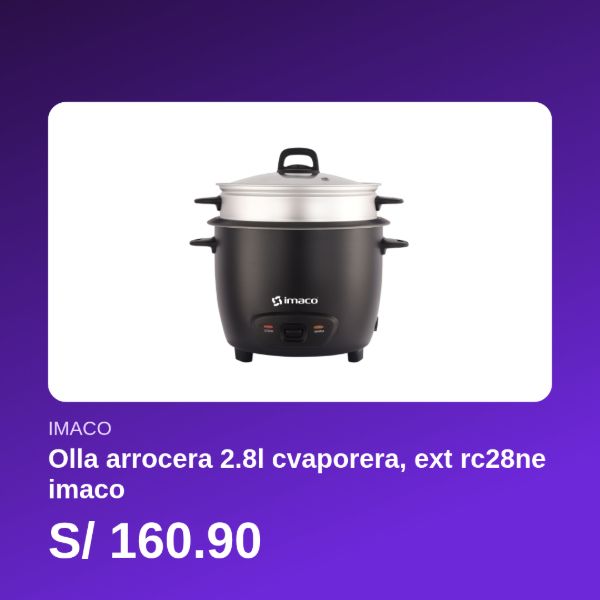 imaco
IMACO
Olla arrocera 2.8l cvaporera, ext rc28ne
imaco
S/ 160.90